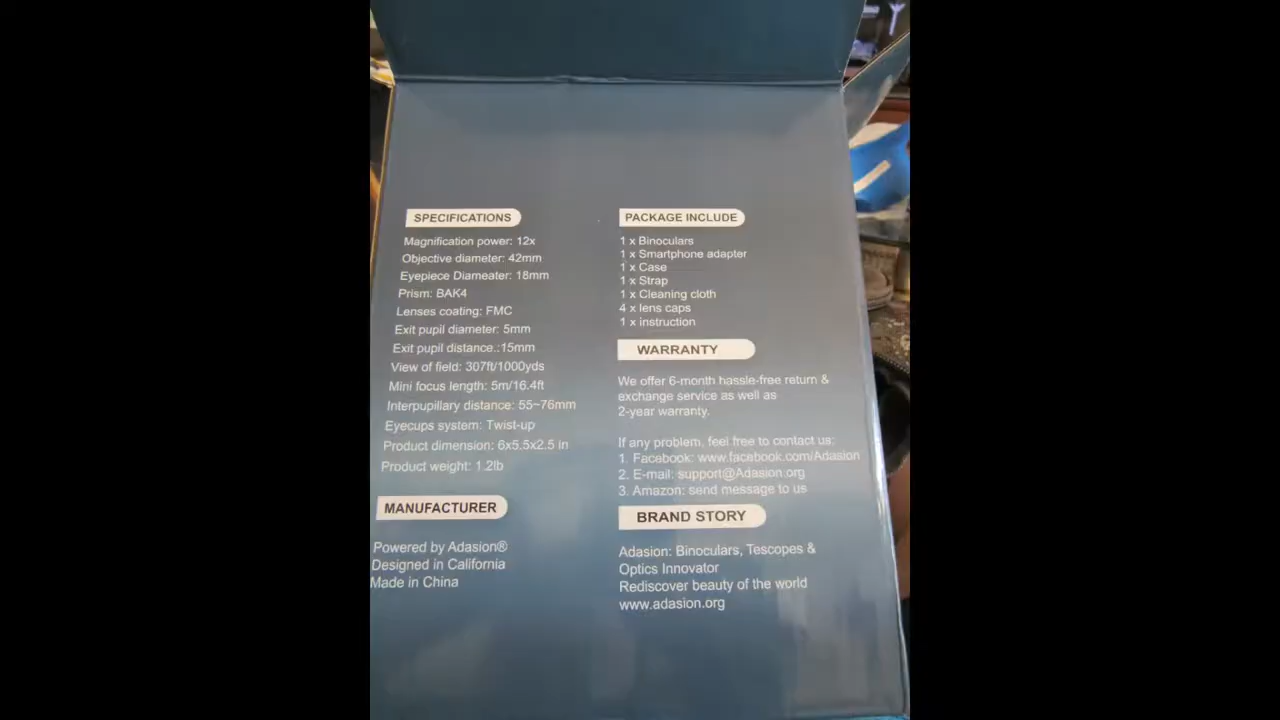 SPECIFICATIONS
Magnification power: 12x
Objective diameter: 42mm
Eyepiece Diameater: 18mm
Prism: BAK4
Lenses coating: FMC
Exit pupil diameter: 5mm
Exit pupil distance.:15mm
View of field: 307ft/1000yds
Mini focus length: 5m/16.4ft
Interpupillary distance: 55~76mm
Eyecups system: Twist-up
Product dimension: 6x5.5x2.5 in
Product weight: 1.2lb
MANUFACTURER
Powered by Adasion®
Designed in California
Made in China
PACKAGE INCLUDE
1 x Binoculars
1 x Smartphone adapter
1 x Case
1 x Strap
1 x Cleaning cloth
4 x lens caps
1 x instruction
WARRANTY
We offer 6-month hassle-free return &
exchange service as well as
2-year warranty.
If any problem, feel free to contact us:
1. Facebook: www.facebook.com/Adasion
2. E-mail: support@Adasion.org
3. Amazon: send message to us
BRAND STORY
Adasion: Binoculars, Tescopes &
Optics Innovator
Rediscover beauty of the world
www.adasion.org